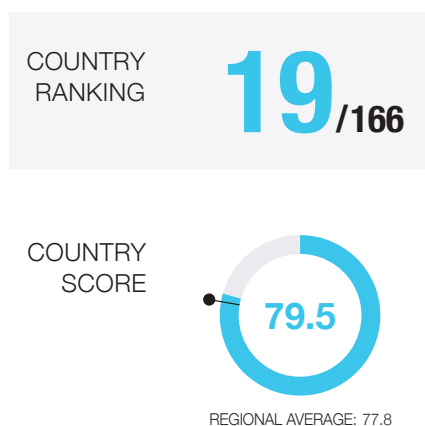 COUNTRY
RANKING
19/166
COUNTRY
SCORE
79.5
REGIONAL AVERAGE: 77.8